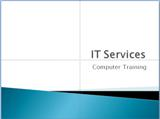 IT Services
Computer Training